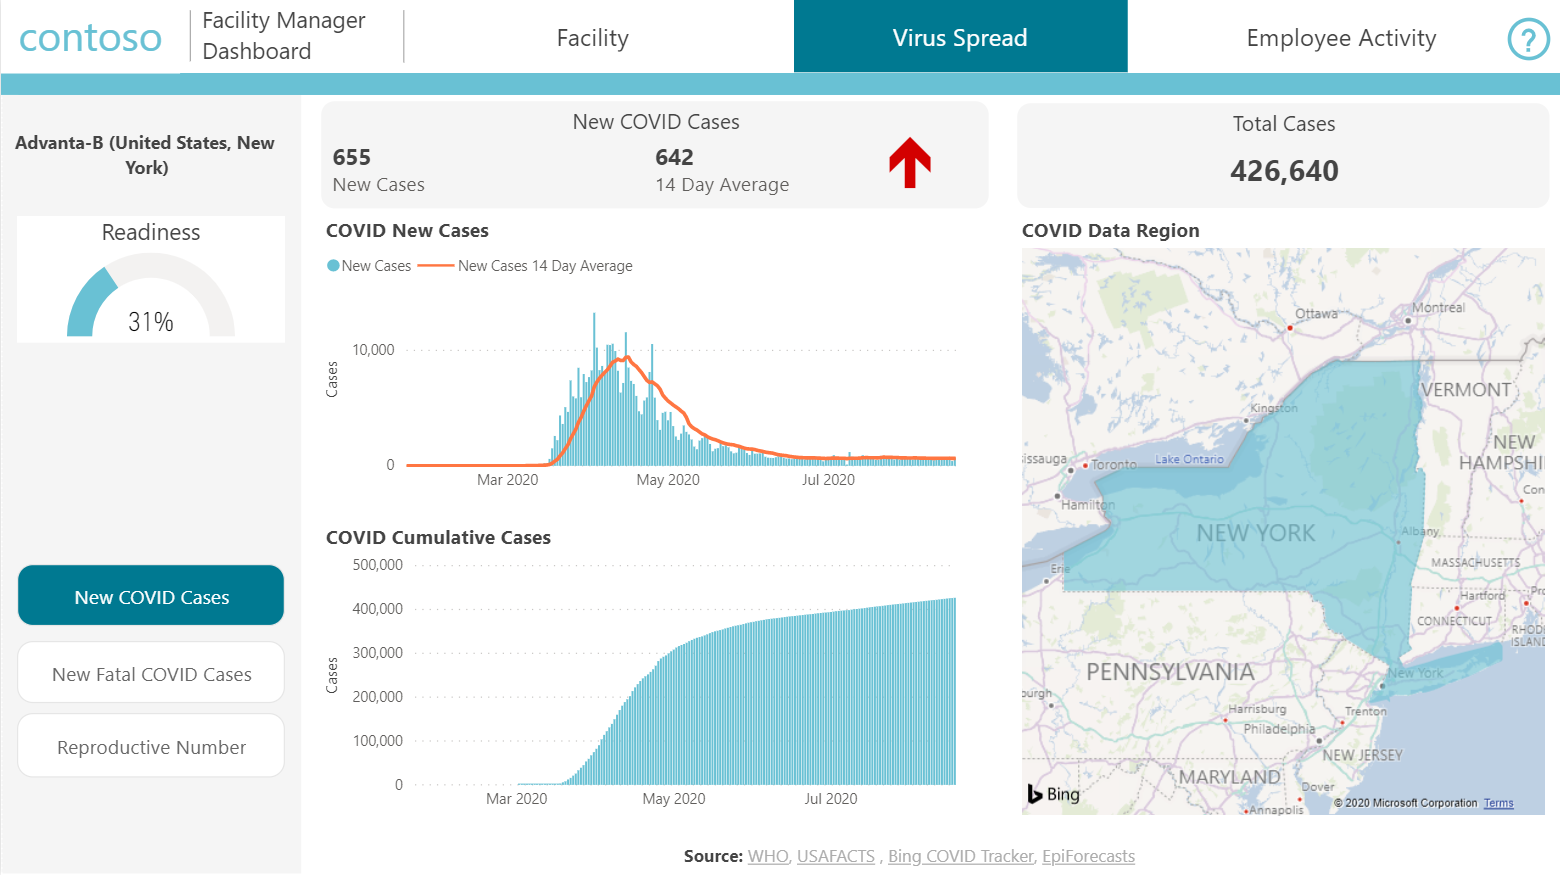 contoso
Facility Manager
Dashboard
Facility
Virus Spread
Employee Activity
?
Advanta-B (United States, New
York)
Readiness
31%
New COVID Cases
New Fatal COVID Cases
Reproductive Number
New COVID Cases
655
New Cases
642
14 Day Average
Total Cases
426,640
COVID New Cases
New Cases
New Cases 14 Day Average
Cases
10,000
0
Mar 2020
May 2020
Jul 2020
COVID Cumulative Cases
Cases
500,000
400,000
300,000
200,000
100,000
0
Mar 2020
May 2020
Jul 2020
COVID Data Region
Ottawa
Montreal
VERMONT
Kingston
NEW
HAMPSHI
Lake Ontario
issauga
Toronto
Con
Hamilton
NEW YORK
Albany
MASSACHUSETTS
Erie
Hartford
Pro
CONNECTICUT
RHOD
ISLAN
PENNSYLVANIA
New York
burgh
Harrisburg
Trenton
Philadelphia
NEW JERSEY
MARYLAND
Dover
Bing
Annapolis
© 2020 Microsoft Corporation Terms
Source: WHO, USAFACTS , Bing COVID Tracker, EpiForecasts